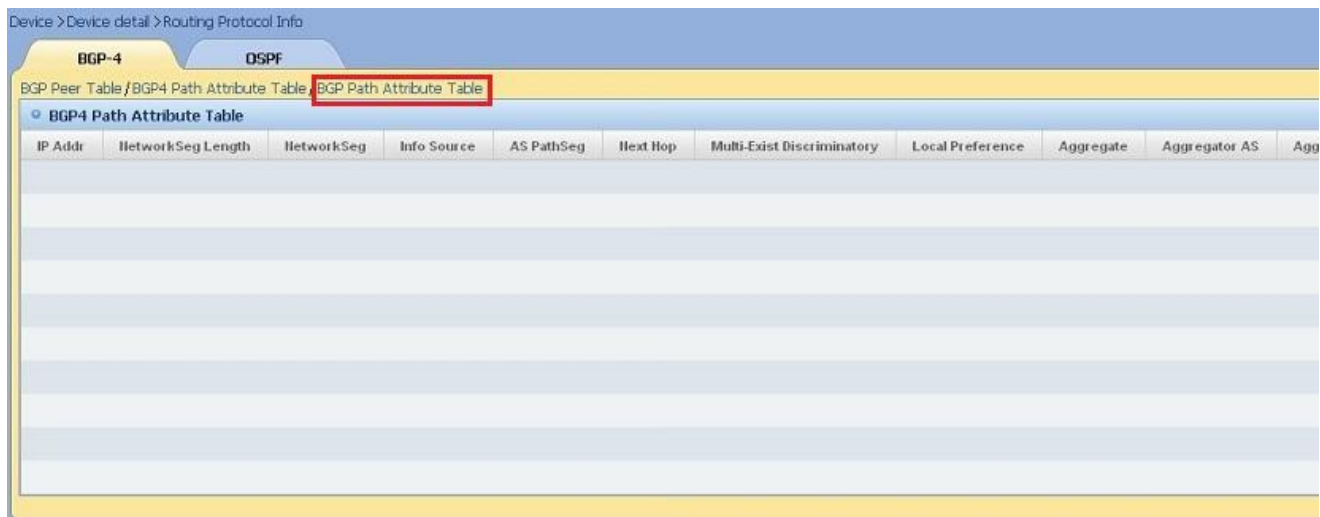 Device >Device detail >Routing Protocol Info
BGP-4 OSPF
BGP Peer Table/BGP4 Path Attribute Table/BGP Path Attribute Table
BGP4 Path Attribute Table
IP Addr NetworkSeg Length NetworkSeg Info Source AS PathSeg Next Hop Multi-Exist Discriminatory Local Preference Aggregate Aggregator AS Agg